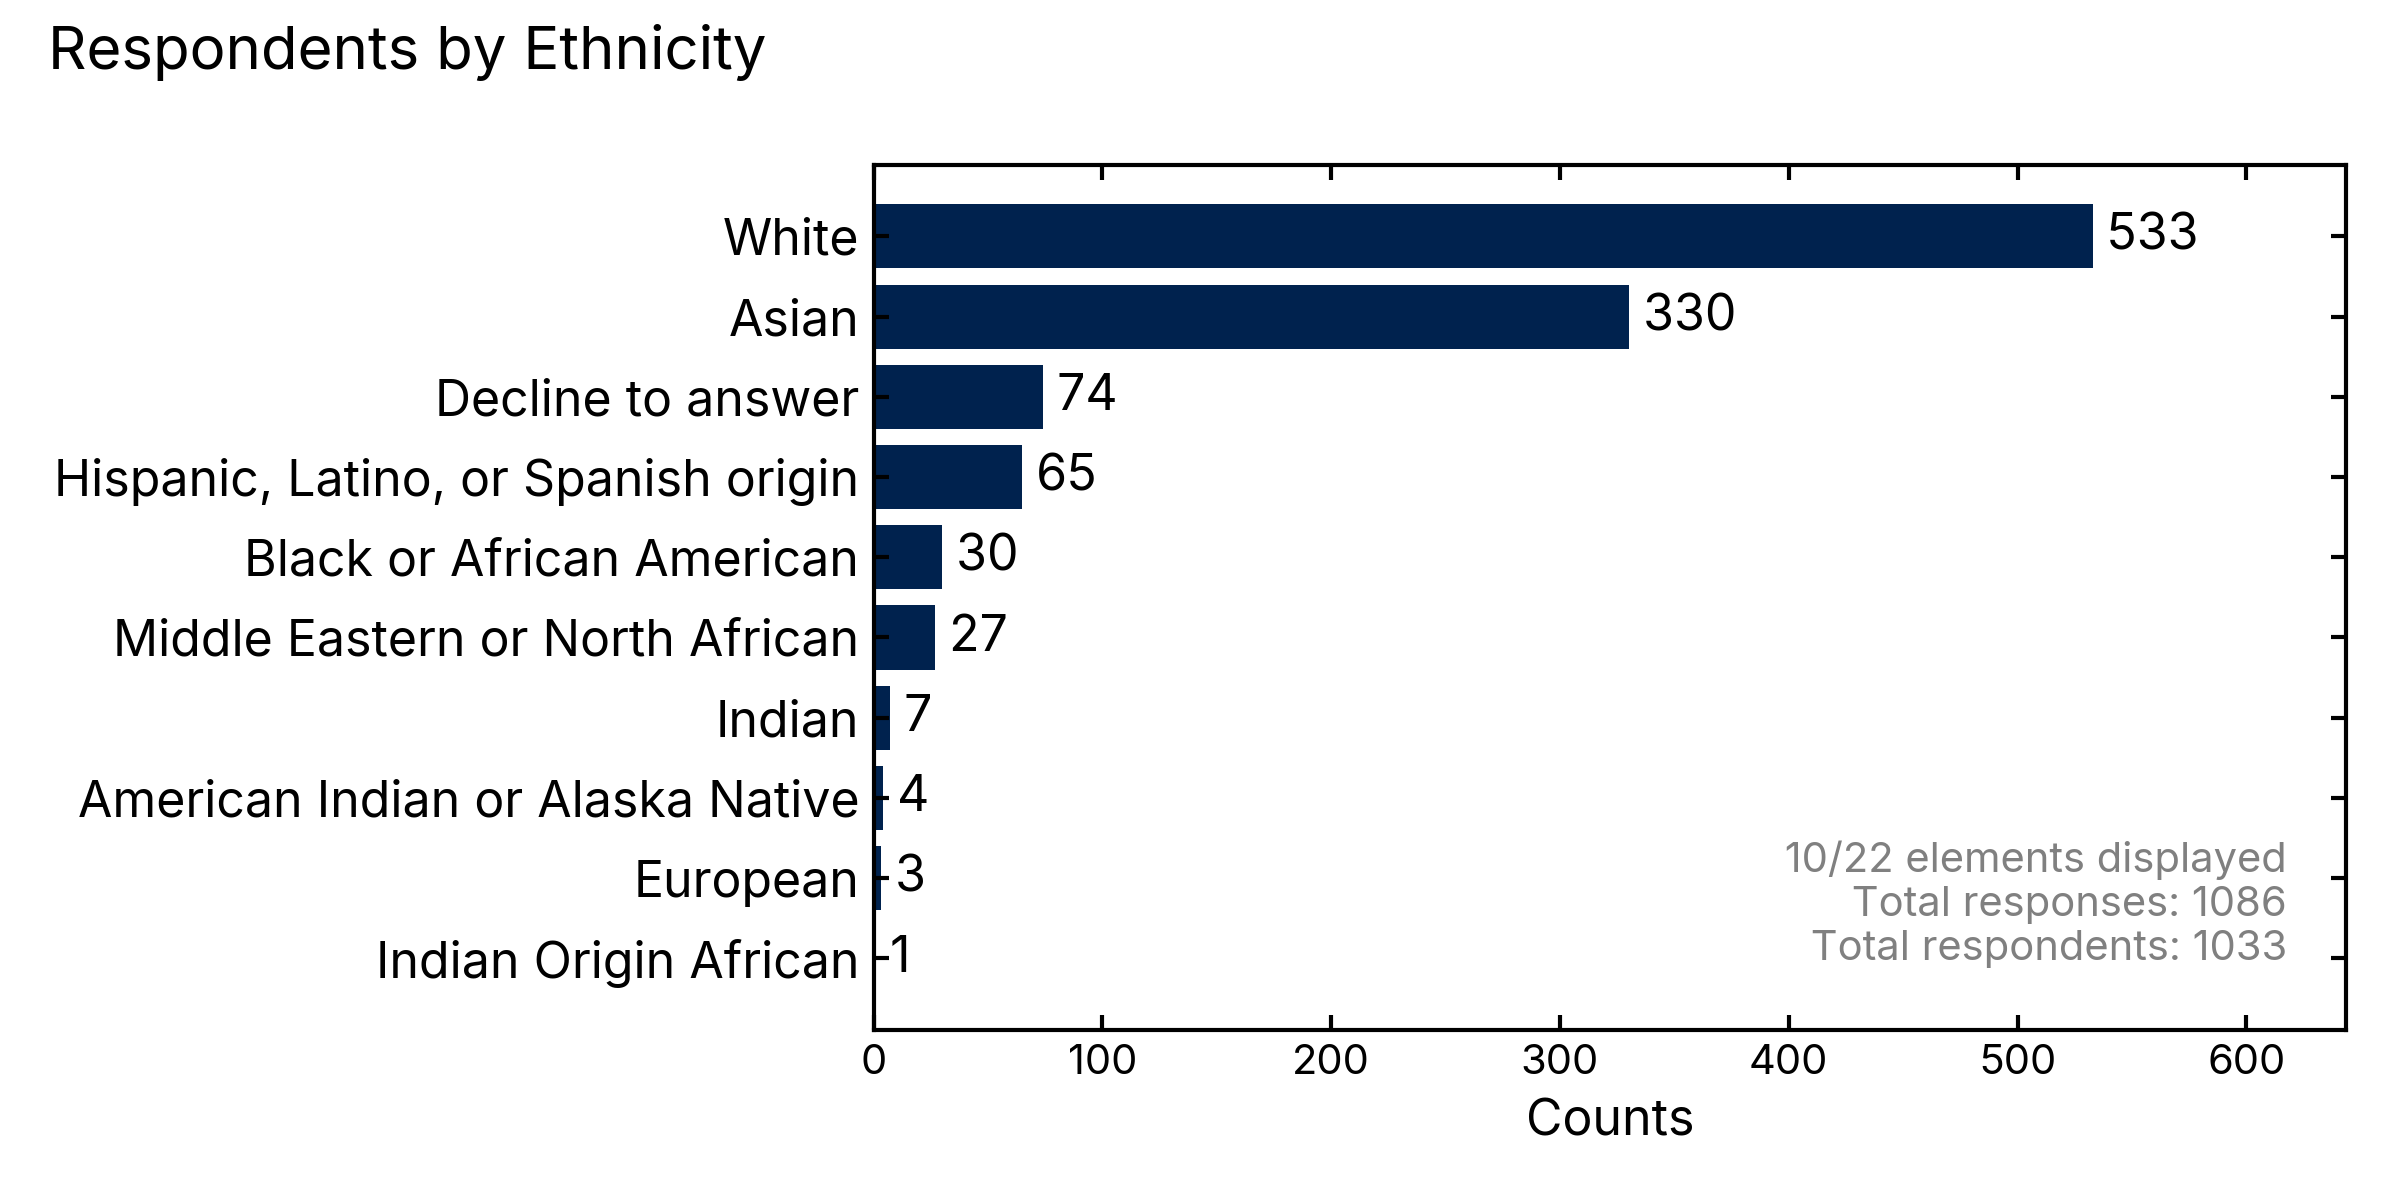 Respondents by Ethnicity
White 533
Asian 330
Decline to answer 74
Hispanic, Latino, or Spanish origin 65
Black or African American 30
Middle Eastern or North African 27
Indian 7
American Indian or Alaska Native 4
European 3
Indian Origin African 1
10/22 elements displayed
Total responses: 1086
Total respondents: 1033
0 100 200 300 400 500 600
Counts